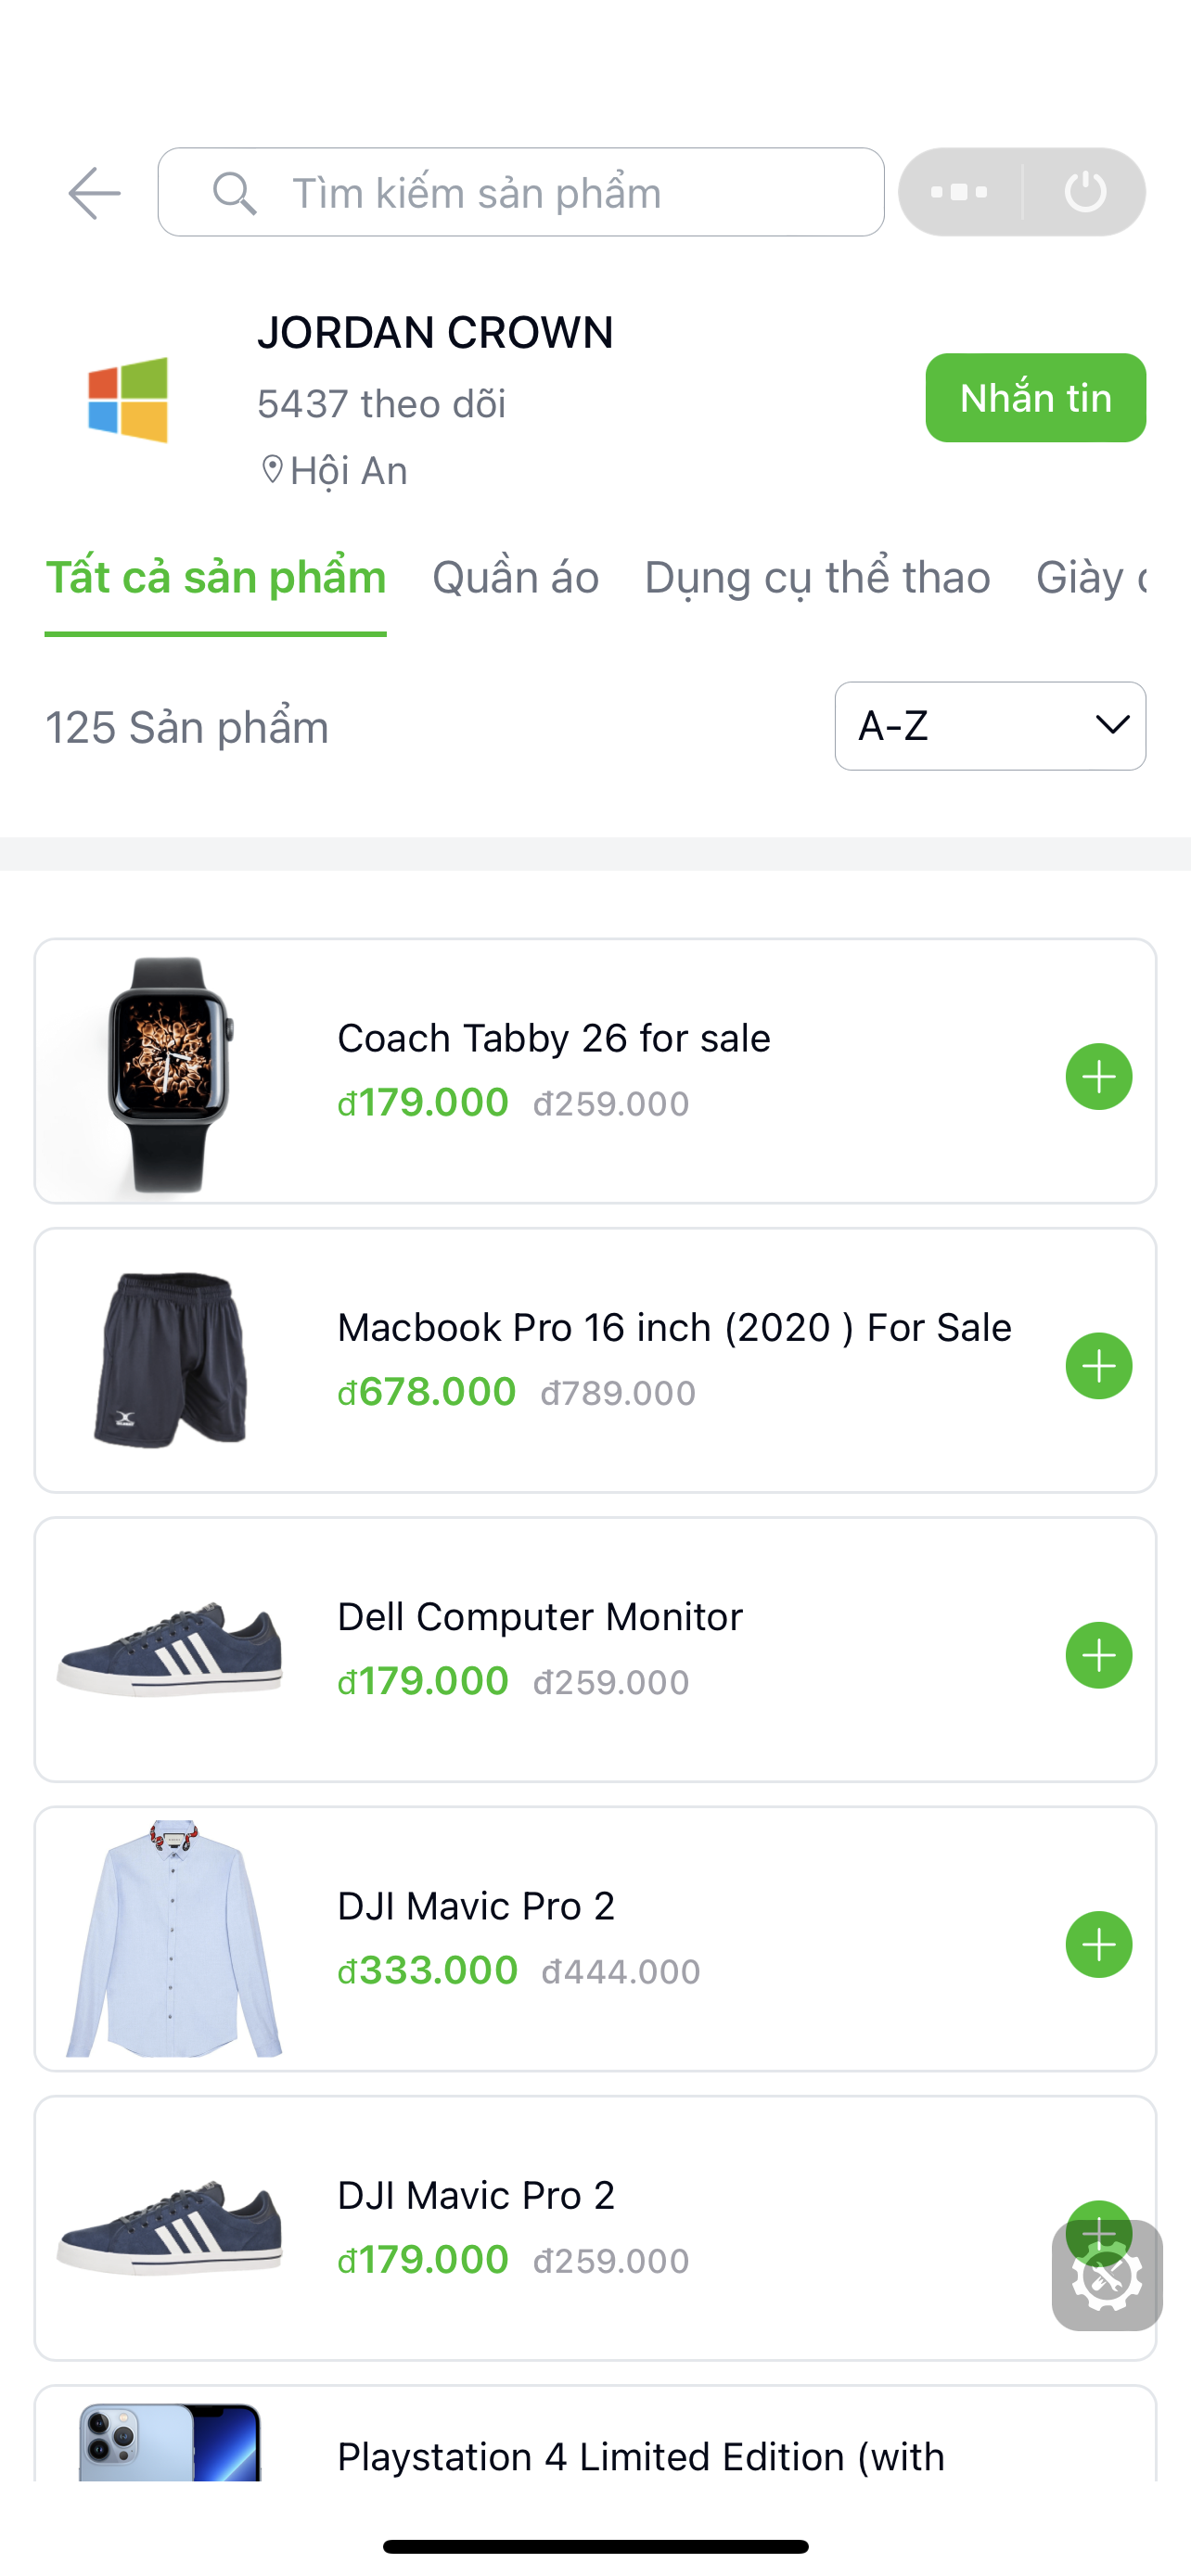 Tìm kiếm sản phẩm
JORDAN CROWN
5437 theo dõi
Nhắn tin
Hội An
Tất cả sản phẩm Quần áo Dụng cụ thể thao Giày
125 Sản phẩm
A-Z
Coach Tabby 26 for sale
đ179.000 đ259.000
Macbook Pro 16 inch (2020 ) For Sale
đ678.000 đ789.000
Dell Computer Monitor
đ179.000 đ259.000
DJI Mavic Pro 2
đ333.000 đ444.000
DJI Mavic Pro 2
đ179.000 đ259.000
Playstation 4 Limited Edition (with